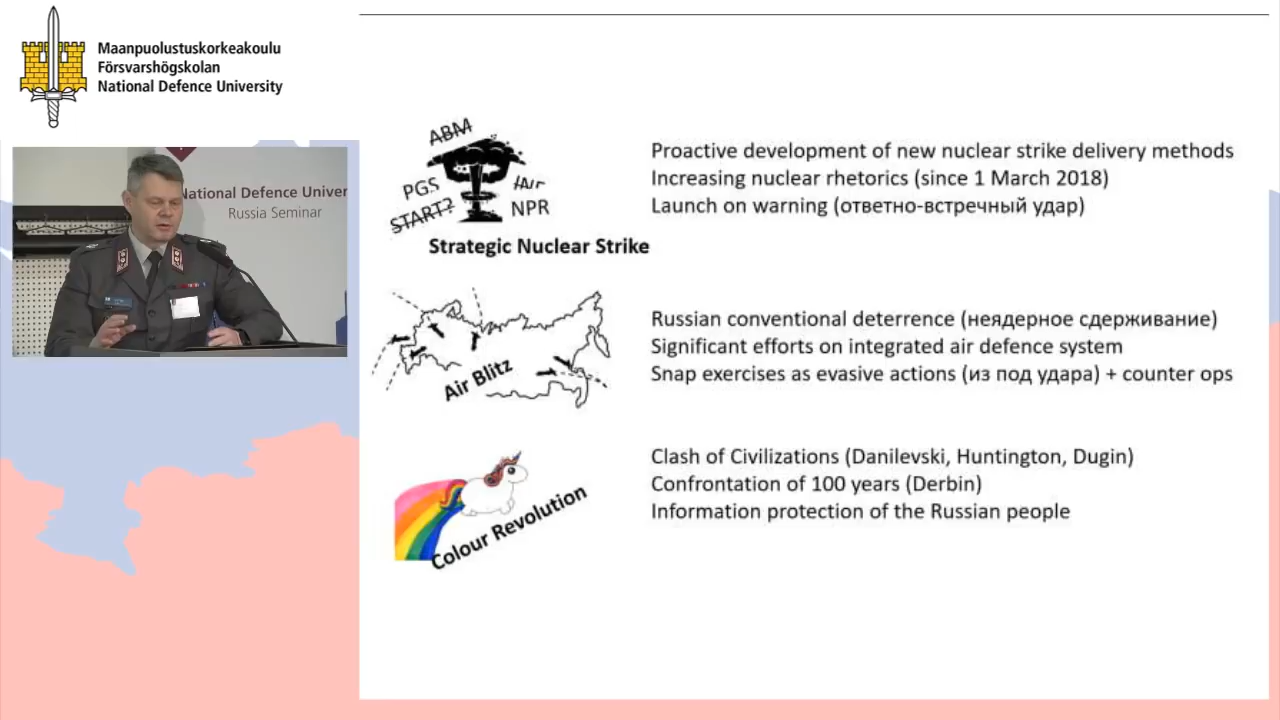 Maanpuolustuskorkeakoulu
Försvarshögskolan
National Defence University
National Defence Univer
Russia Seminar
ABM
PGS
START?
NPR
Strategic Nuclear Strike
Proactive development of new nuclear strike delivery methods
Increasing nuclear rhetorics (since 1 March 2018)
Launch on warning (ответно-встречный удар)
Air Blitz
Russian conventional deterrence (неядерное сдерживание)
Significant efforts on integrated air defence system
Snap exercises as evasive actions (из под удара) + counter ops
Colour Revolution
Clash of Civilizations (Danilevski, Huntington, Dugin)
Confrontation of 100 years (Derbin)
Information protection of the Russian people